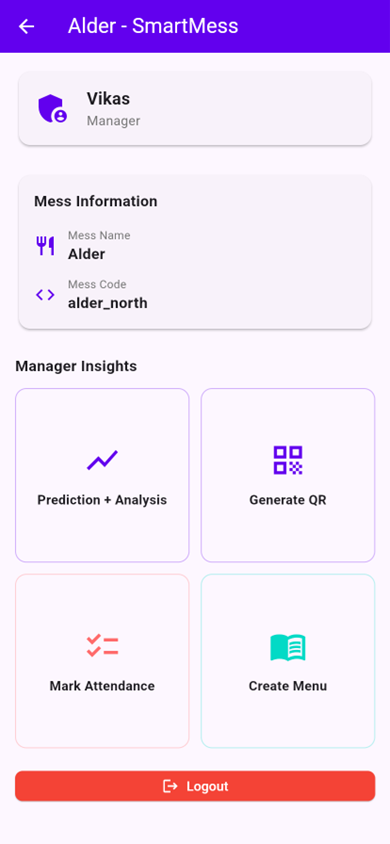 Alder - SmartMess
Vikas
Manager
Mess Information
Mess Name
Alder
Mess Code
alder_north
Manager Insights
Prediction + Analysis
Generate QR
Mark Attendance
Create Menu
Logout